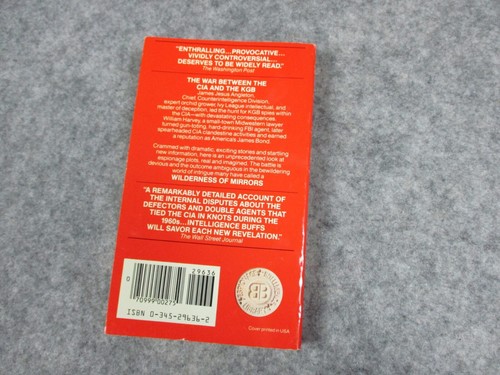 "ENTHRALLING...PROVOCATIVE...
VIVIDLY CONTROVERSIAL...
DESERVES TO BE WIDELY READ."
The Washington Post
THE WAR BETWEEN THE
CIA AND THE KGB
James Jesus Angleton,
Chief, Counterintelligence Division,
expert orchid grower, Ivy League intellectual, and
master of deception, led the hunt for KGB spies within
the CIA—with devastating consequences.
William Harvey, a small-town Midwestern lawyer
turned gun-toting, hard-drinking FBI agent, later
spearheaded CIA clandestine activities and earned
a reputation as America's James Bond.
Crammed with dramatic, exciting stories and startling
new information, here is an unprecedented look at
espionage plots, real and imagined. The battle is
devious and the outcome ambiguous in the bewildering
world of intrigue many have called a
WILDERNESS OF MIRRORS
"A REMARKABLY DETAILED ACCOUNT OF
THE INTERNAL DISPUTES ABOUT THE
DEFECTORS AND DOUBLE AGENTS THAT
TIED THE CIA IN KNOTS DURING THE
1960s...INTELLIGENCE BUFFS
WILL SAVOR EACH NEW REVELATION."
The Wall Street Journal
29636
0
70999 00275
ISBN 0-345-29636-2
BB
Cover printed in USA